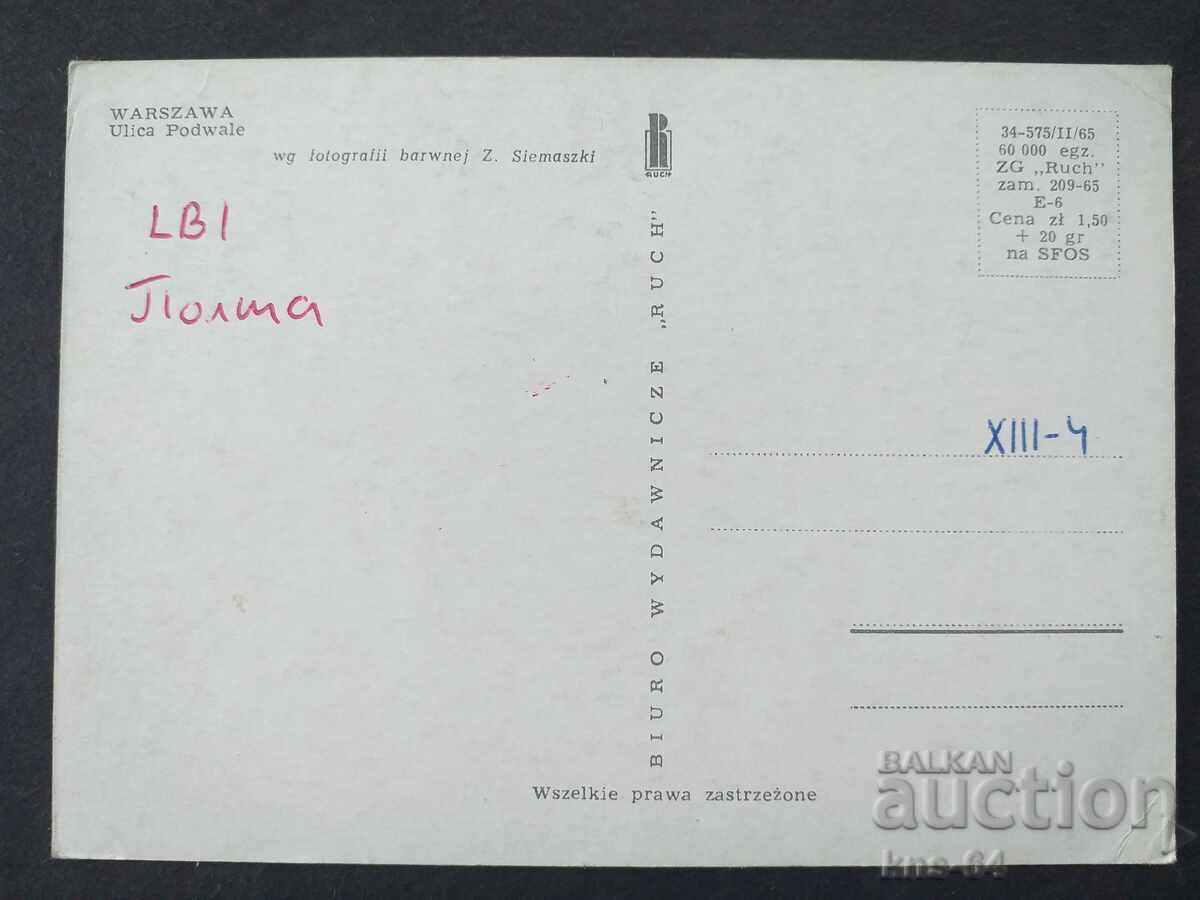 WARSZAWA
Ulica Podwale
wg fotografii barwnej Z. Siemaszki
RUCH
34-575/II/65
60 000 egz.
ZG „Ruch”
zam. 209-65
E-6
Cena zł 1,50
+ 20 gr
na SFOS
LB1
Полша
BIURO WYDAWNICZE „RUCH”
XIII-4
Wszelkie prawa zastrzeżone
BALKAN
auction
kns-64